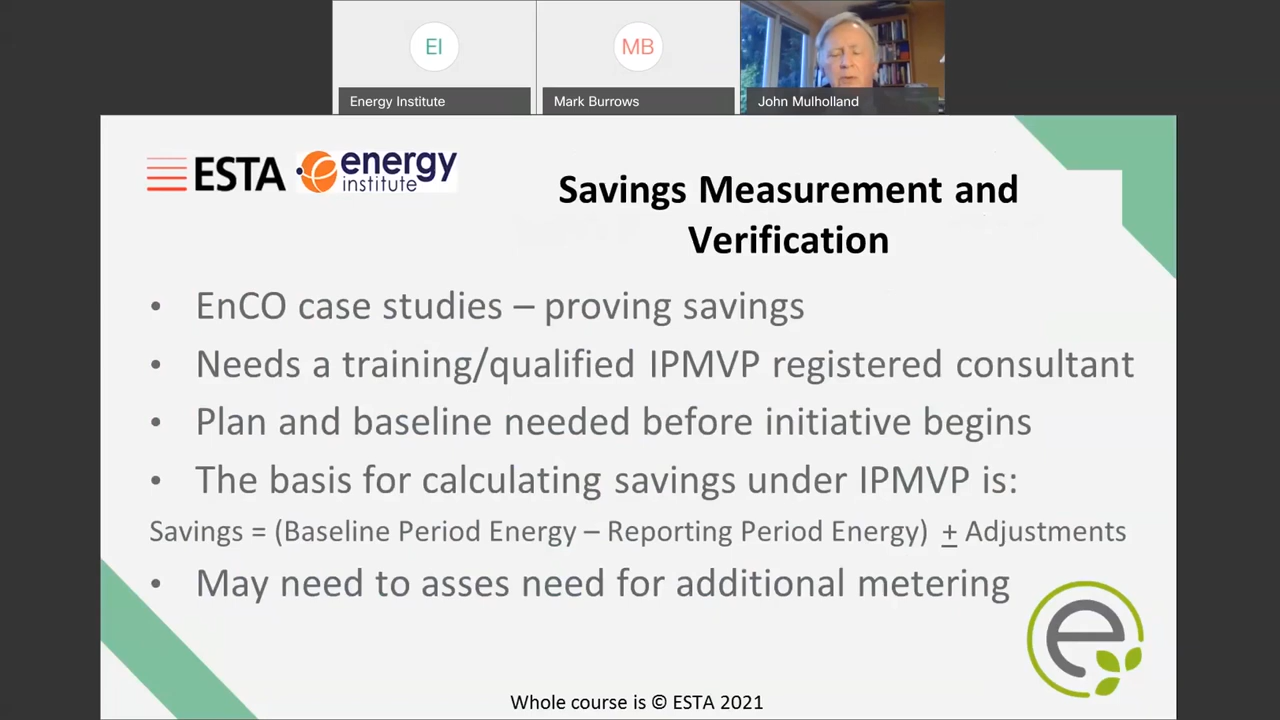 EI
MB
Energy Institute
Mark Burrows
John Mulholland
ESTA
energy
institute
Savings Measurement and
Verification
• EnCO case studies – proving savings
• Needs a training/qualified IPMVP registered consultant
• Plan and baseline needed before initiative begins
• The basis for calculating savings under IPMVP is:
Savings = (Baseline Period Energy – Reporting Period Energy) ± Adjustments
• May need to asses need for additional metering
e
Whole course is © ESTA 2021